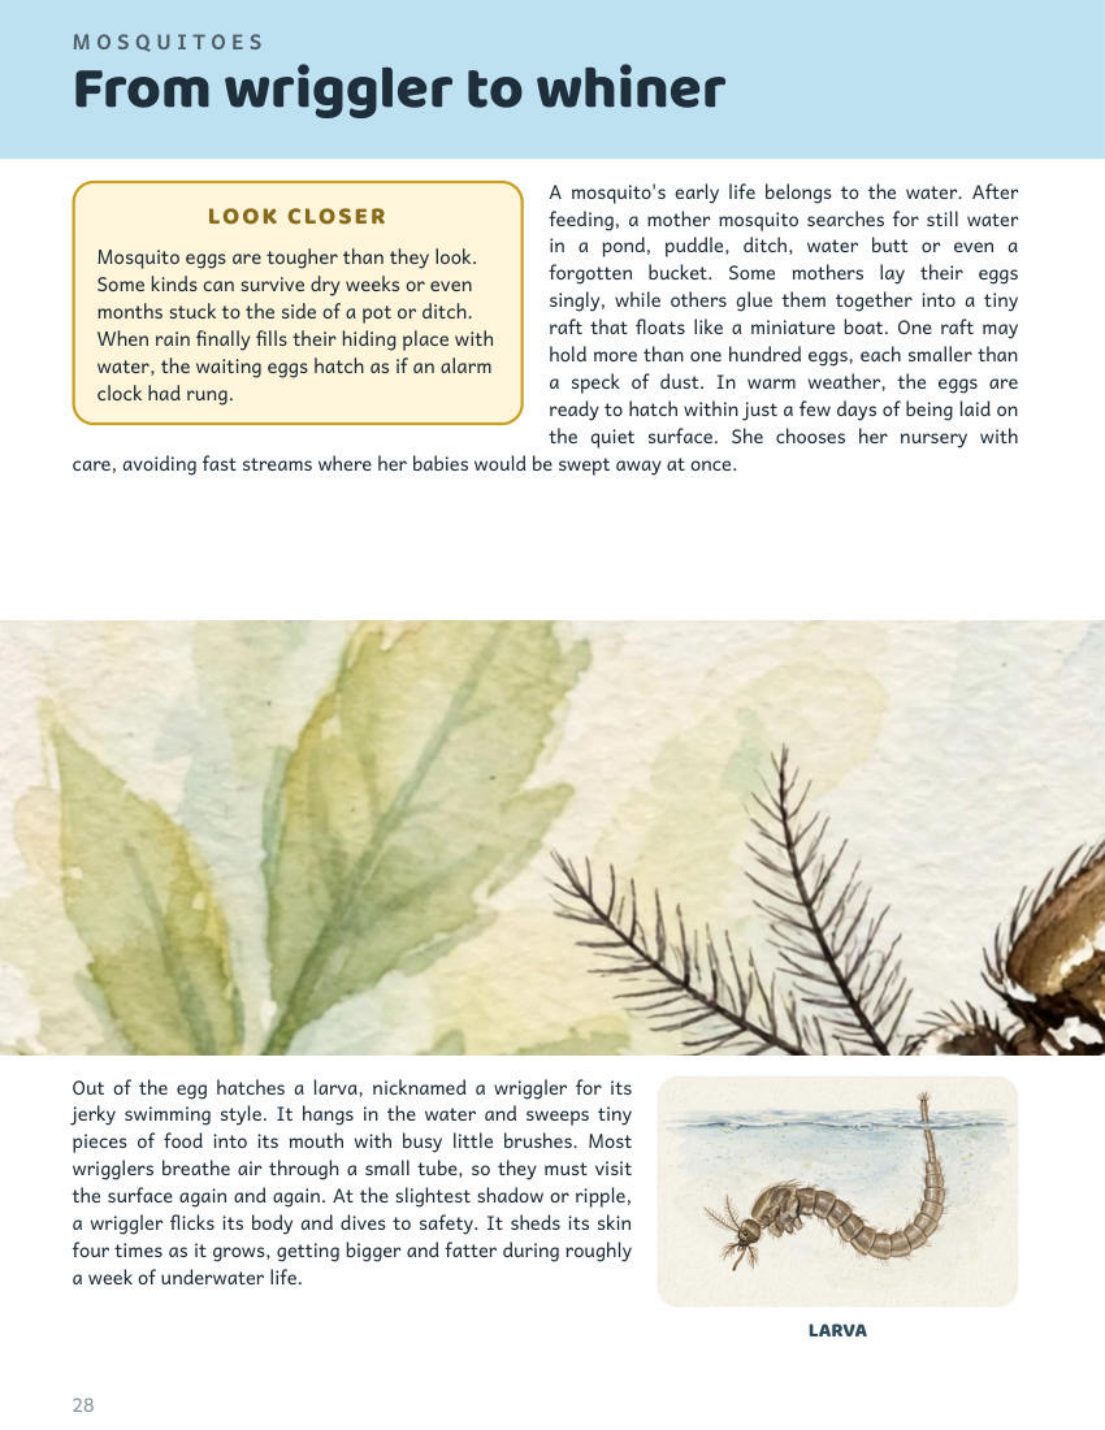 MOSQUITOES
From wriggler to whiner
LOOK CLOSER
Mosquito eggs are tougher than they look.
Some kinds can survive dry weeks or even
months stuck to the side of a pot or ditch.
When rain finally fills their hiding place with
water, the waiting eggs hatch as if an alarm
clock had rung.
A mosquito's early life belongs to the water. After
feeding, a mother mosquito searches for still water
in a pond, puddle, ditch, water butt or even a
forgotten bucket. Some mothers lay their eggs
singly, while others glue them together into a tiny
raft that floats like a miniature boat. One raft may
hold more than one hundred eggs, each smaller than
a speck of dust. In warm weather, the eggs are
ready to hatch within just a few days of being laid on
the quiet surface. She chooses her nursery with
care, avoiding fast streams where her babies would be swept away at once.
Out of the egg hatches a larva, nicknamed a wriggler for its
jerky swimming style. It hangs in the water and sweeps tiny
pieces of food into its mouth with busy little brushes. Most
wrigglers breathe air through a small tube, so they must visit
the surface again and again. At the slightest shadow or ripple,
a wriggler flicks its body and dives to safety. It sheds its skin
four times as it grows, getting bigger and fatter during roughly
a week of underwater life.
LARVA
28